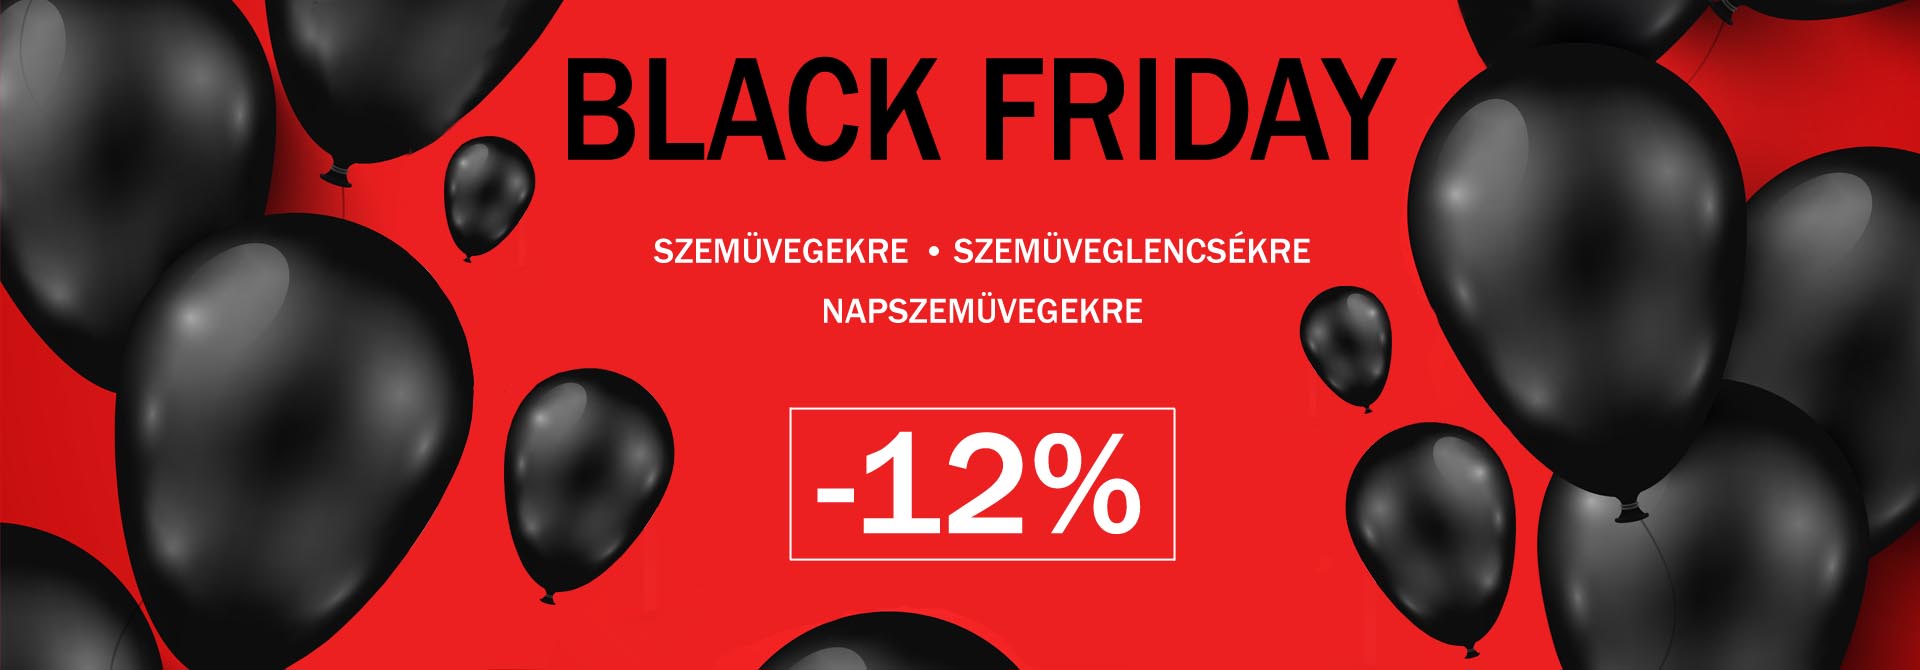 BLACK FRIDAY
SZEMÜVEGEKRE • SZEMÜVEGLENCSÉKRE
NAPSZEMÜVEGEKRE
-12%